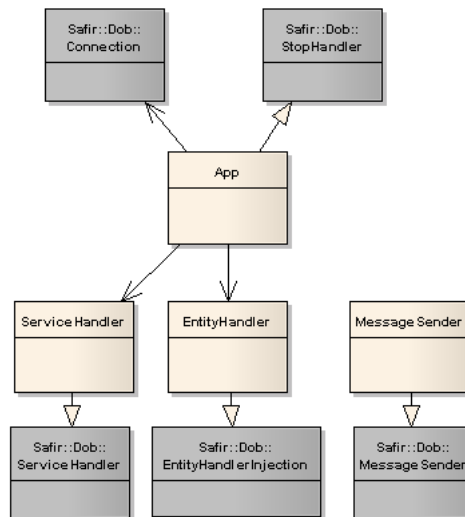 Safir::Dob::
Connection
Safir::Dob::
StopHandler
App
Service Handler
EntityHandler
Message Sender
Safir::Dob::
Service Handler
Safir::Dob::
EntityHandlerInjection
Safir::Dob::
Message Sender